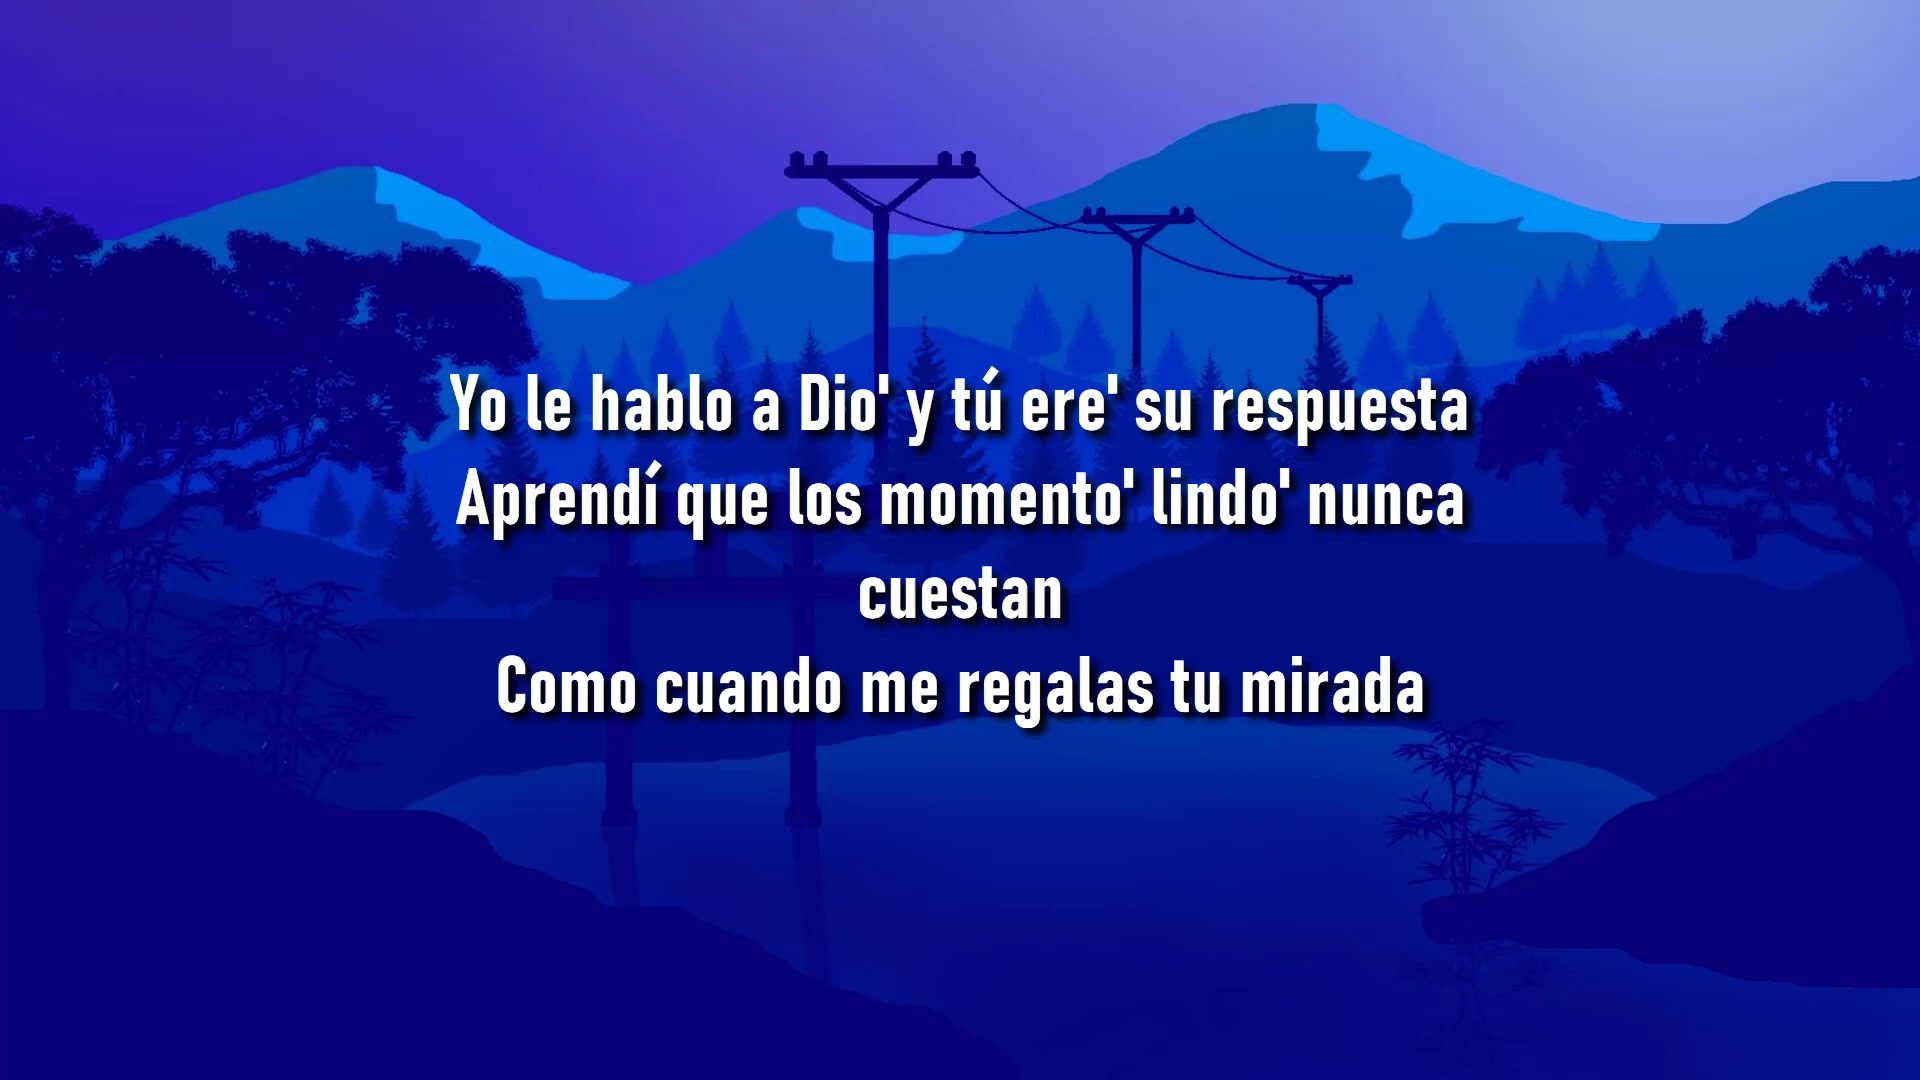 Yo le hablo a Dio' y tú ere' su respuesta
Aprendí que los momento' lindo' nunca
cuestan
Como cuando me regalas tu mirada